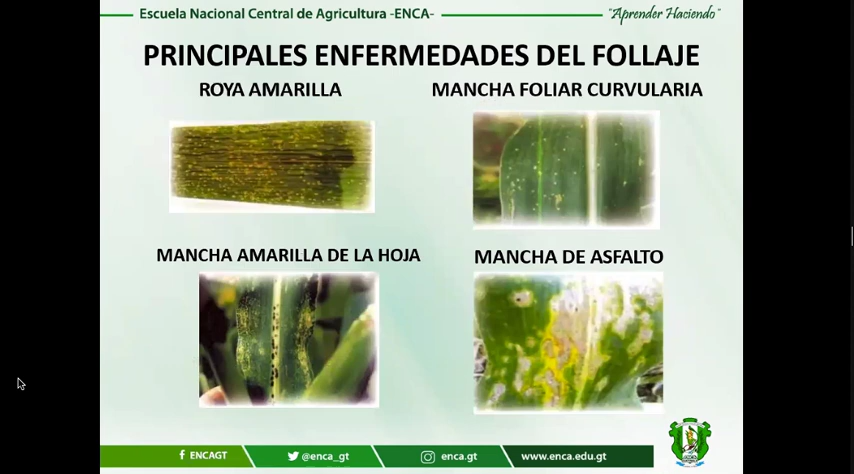 Escuela Nacional Central de Agricultura -ENCA-
"Aprender Haciendo"
PRINCIPALES ENFERMEDADES DEL FOLLAJE
ROYA AMARILLA
MANCHA FOLIAR CURVULARIA
MANCHA AMARILLA DE LA HOJA
MANCHA DE ASFALTO
ENCAGT
@enca_gt
enca.gt
www.enca.edu.gt